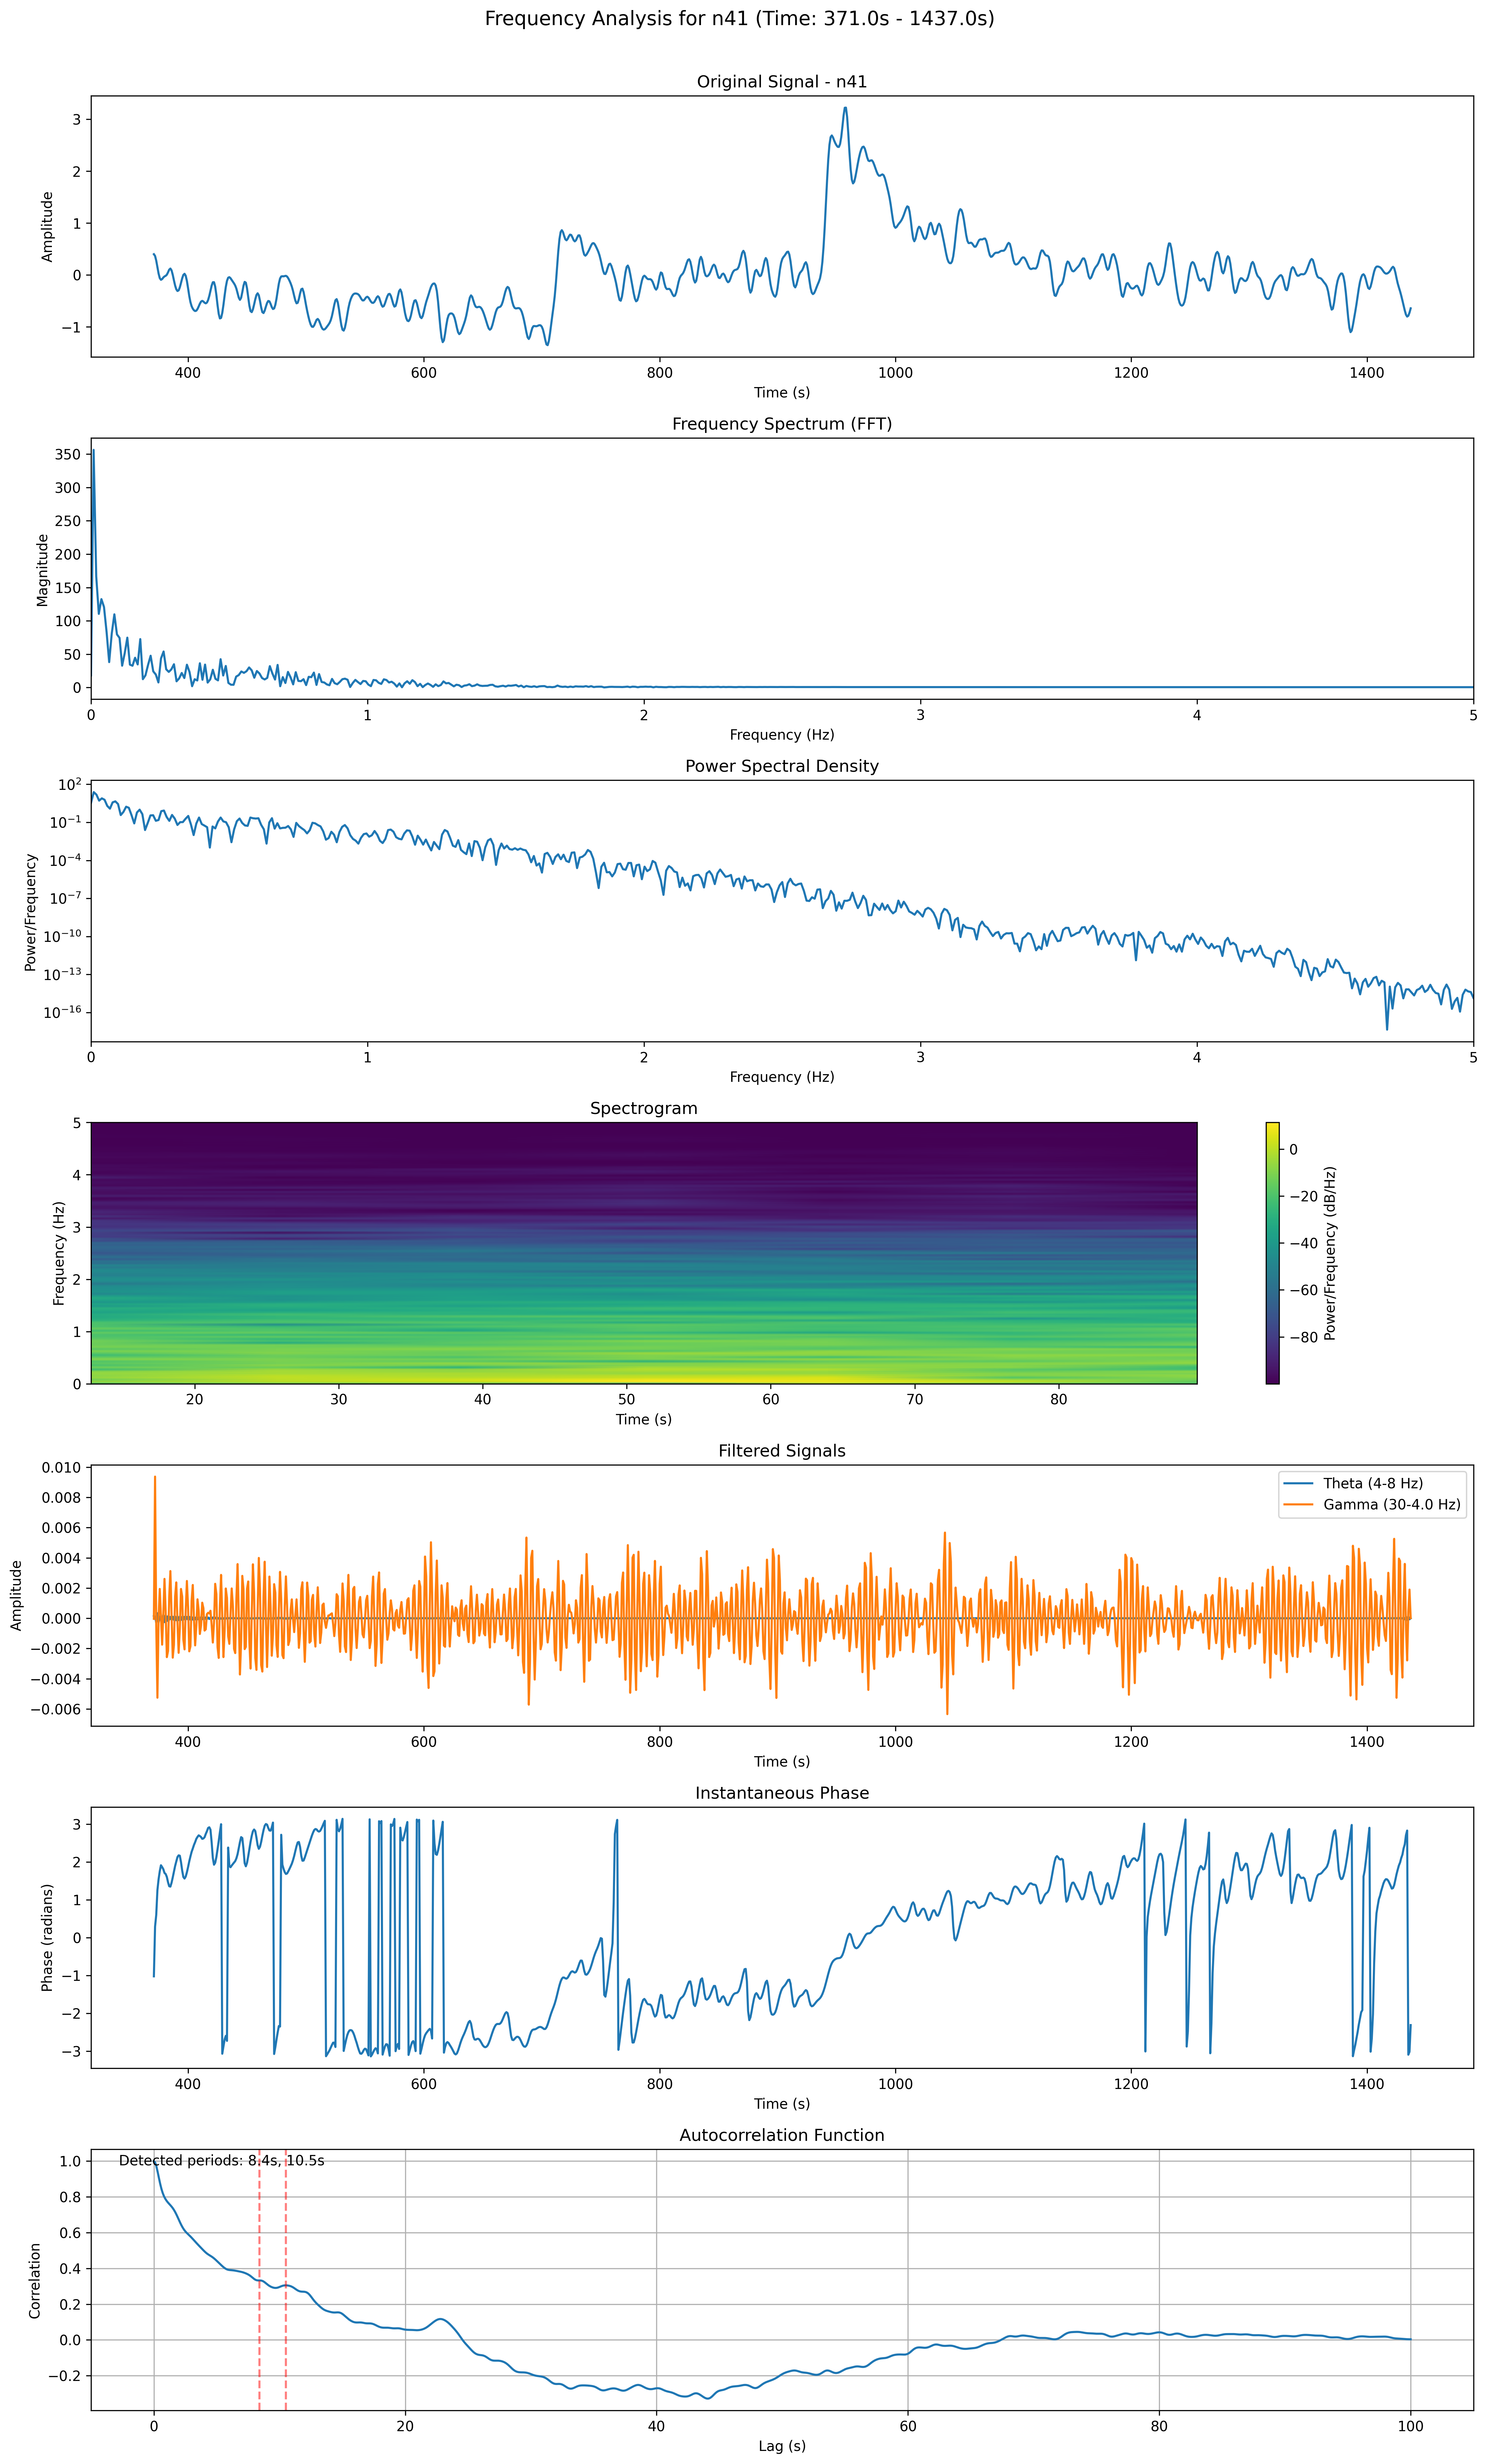 Frequency Analysis for n41 (Time: 371.0s - 1437.0s)
Original Signal - n41
3
2
1
0
−1
Amplitude
400 600 800 1000 1200 1400
Time (s)
Frequency Spectrum (FFT)
350
300
250
200
150
100
50
0
Magnitude
0 1 2 3 4 5
Frequency (Hz)
Power Spectral Density
10²
10⁻¹
10⁻⁴
10⁻⁷
10⁻¹⁰
10⁻¹³
10⁻¹⁶
Power/Frequency
0 1 2 3 4 5
Frequency (Hz)
Spectrogram
5
4
3
2
1
0
Frequency (Hz)
20 30 40 50 60 70 80
Time (s)
0
−20
−40
−60
−80
Power/Frequency (dB/Hz)
Filtered Signals
0.010
0.008
0.006
0.004
0.002
0.000
−0.002
−0.004
−0.006
Amplitude
Theta (4-8 Hz)
Gamma (30-4.0 Hz)
400 600 800 1000 1200 1400
Time (s)
Instantaneous Phase
3
2
1
0
−1
−2
−3
Phase (radians)
400 600 800 1000 1200 1400
Time (s)
Autocorrelation Function
Detected periods: 8.4s, 10.5s
1.0
0.8
0.6
0.4
0.2
0.0
−0.2
Correlation
0 20 40 60 80 100
Lag (s)